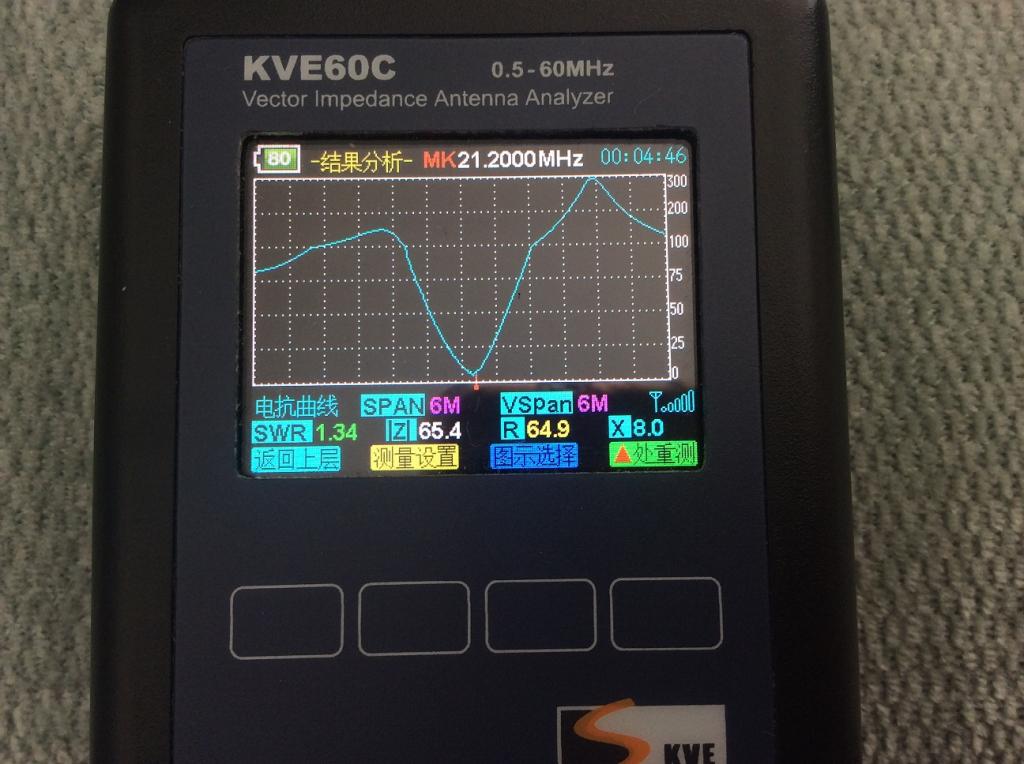 KVE60C 0.5-60MHz
Vector Impedance Antenna Analyzer
80 -结果分析- MK21.2000MHz 00:04:46
300
200
100
75
50
25
0
电抗曲线 SPAN 6M VSpan 6M
SWR 1.34 |Z| 65.4 R 64.9 X 8.0
返回上层 测量设置 图示选择 ▲处重测
KVE